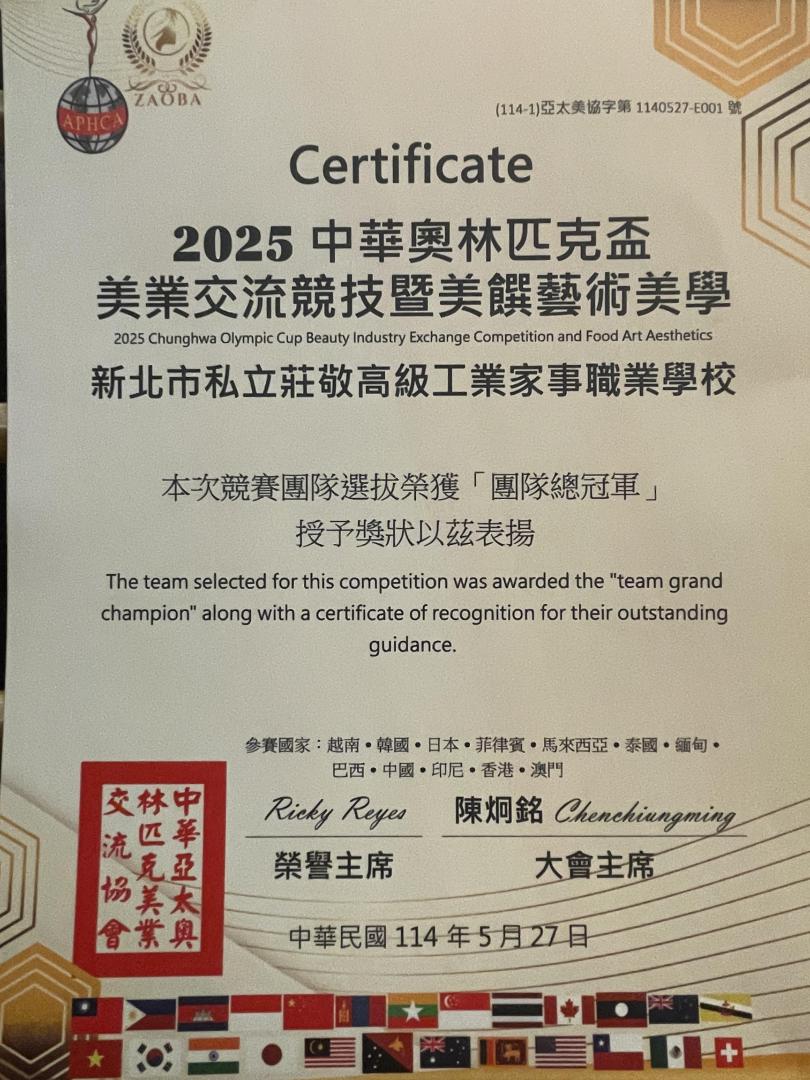 ZAOBA
APHCA
(114-1)亞太美協字第 1140527-E001 號
Certificate
2025 中華奧林匹克盃
美業交流競技暨美饌藝術美學
2025 Chunghwa Olympic Cup Beauty Industry Exchange Competition and Food Art Aesthetics
新北市私立莊敬高級工業家事職業學校
本次競賽團隊選拔榮獲「團隊總冠軍」
授予獎狀以茲表揚
The team selected for this competition was awarded the "team grand
champion" along with a certificate of recognition for their outstanding
guidance.
參賽國家：越南•韓國•日本•菲律賓•馬來西亞•泰國•緬甸•
巴西•中國•印尼•香港•澳門
Ricky Reyes
陳炯銘 Chenchiungming
榮譽主席
大會主席
中華亞太奧
林匹克美業
交流協會
中華民國 114 年 5 月 27 日